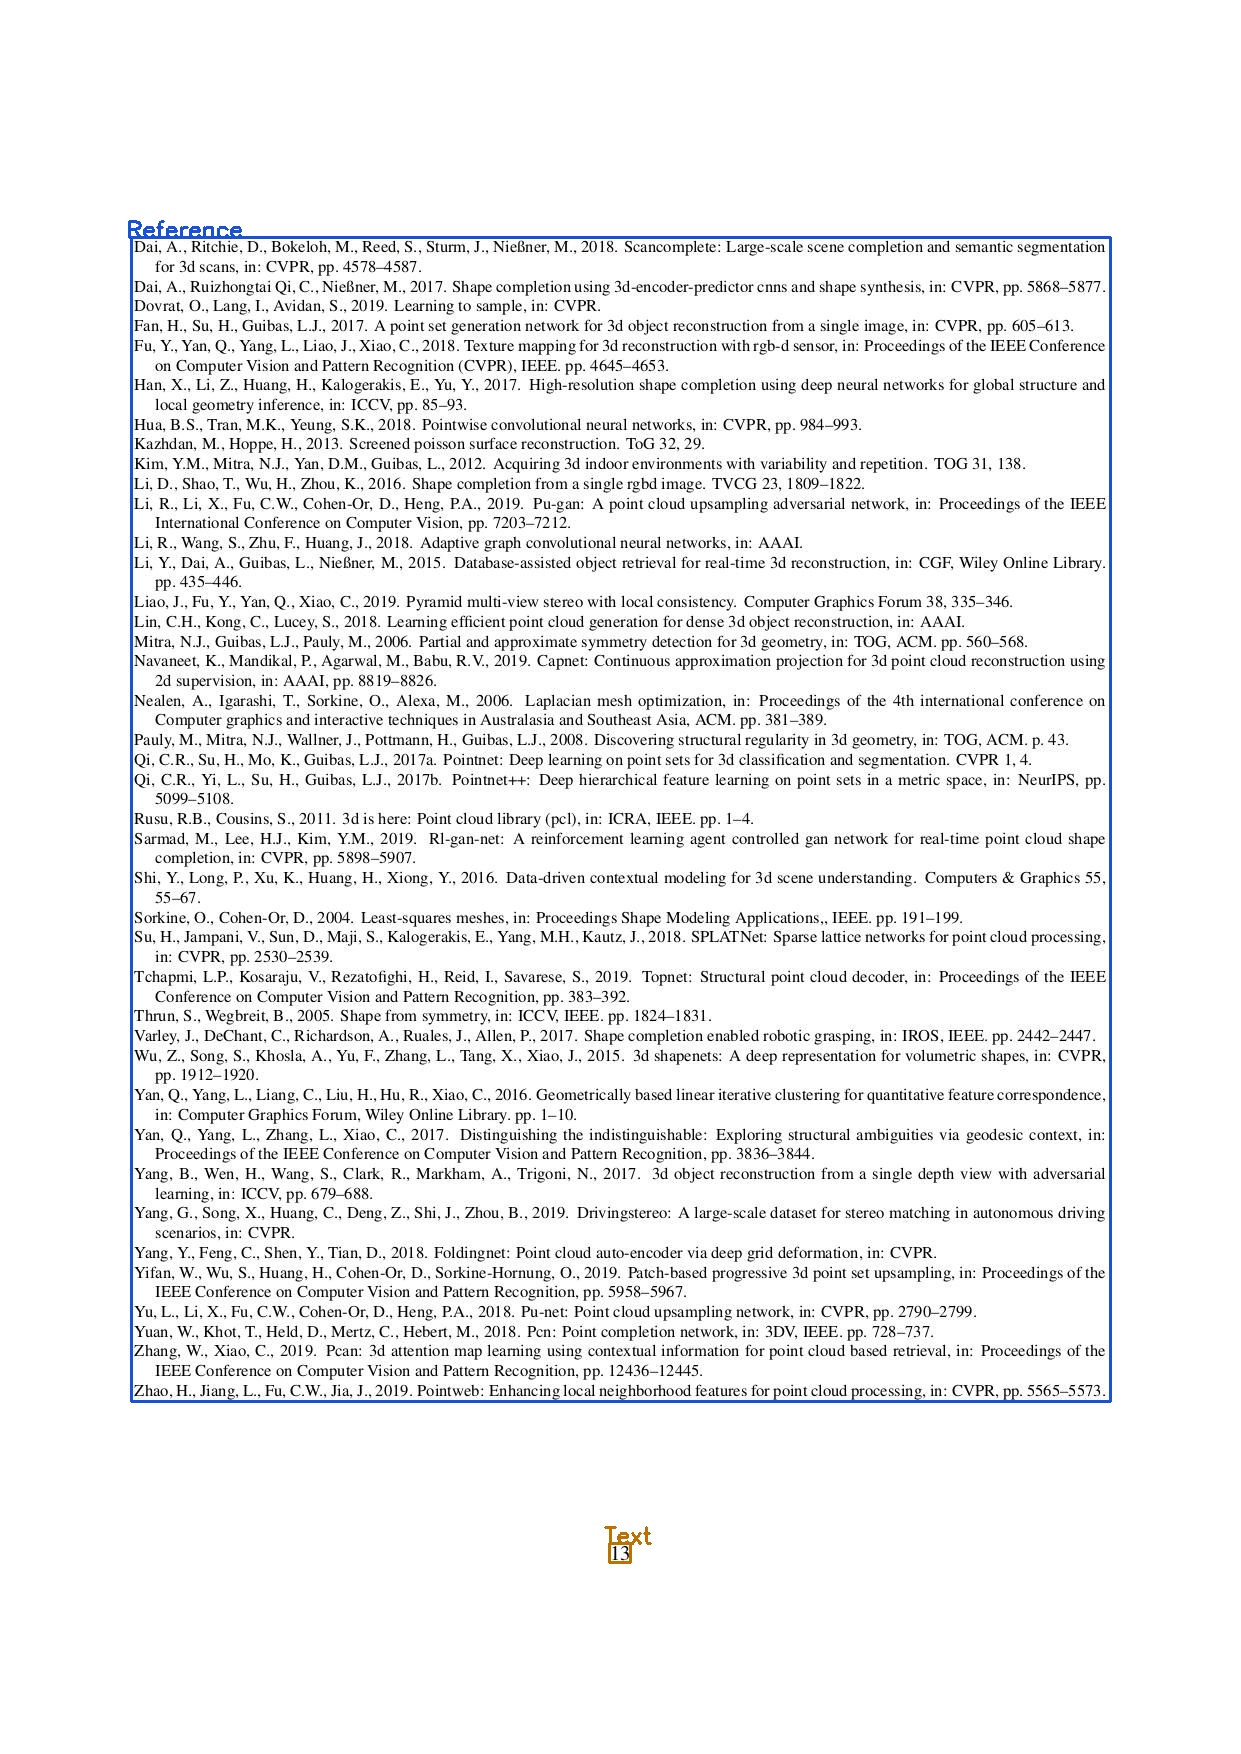 Reference
Dai, A., Ritchie, D., Bokeloh, M., Reed, S., Sturm, J., Nießner, M., 2018. Scancomplete: Large-scale scene completion and semantic segmentation
for 3d scans, in: CVPR, pp. 4578–4587.
Dai, A., Ruizhongtai Qi, C., Nießner, M., 2017. Shape completion using 3d-encoder-predictor cnns and shape synthesis, in: CVPR, pp. 5868–5877.
Dovrat, O., Lang, I., Avidan, S., 2019. Learning to sample, in: CVPR.
Fan, H., Su, H., Guibas, L.J., 2017. A point set generation network for 3d object reconstruction from a single image, in: CVPR, pp. 605–613.
Fu, Y., Yan, Q., Yang, L., Liao, J., Xiao, C., 2018. Texture mapping for 3d reconstruction with rgb-d sensor, in: Proceedings of the IEEE Conference
on Computer Vision and Pattern Recognition (CVPR), IEEE. pp. 4645–4653.
Han, X., Li, Z., Huang, H., Kalogerakis, E., Yu, Y., 2017. High-resolution shape completion using deep neural networks for global structure and
local geometry inference, in: ICCV, pp. 85–93.
Hua, B.S., Tran, M.K., Yeung, S.K., 2018. Pointwise convolutional neural networks, in: CVPR, pp. 984–993.
Kazhdan, M., Hoppe, H., 2013. Screened poisson surface reconstruction. ToG 32, 29.
Kim, Y.M., Mitra, N.J., Yan, D.M., Guibas, L., 2012. Acquiring 3d indoor environments with variability and repetition. TOG 31, 138.
Li, D., Shao, T., Wu, H., Zhou, K., 2016. Shape completion from a single rgbd image. TVCG 23, 1809–1822.
Li, R., Li, X., Fu, C.W., Cohen-Or, D., Heng, P.A., 2019. Pu-gan: A point cloud upsampling adversarial network, in: Proceedings of the IEEE
International Conference on Computer Vision, pp. 7203–7212.
Li, R., Wang, S., Zhu, F., Huang, J., 2018. Adaptive graph convolutional neural networks, in: AAAI.
Li, Y., Dai, A., Guibas, L., Nießner, M., 2015. Database-assisted object retrieval for real-time 3d reconstruction, in: CGF, Wiley Online Library.
pp. 435–446.
Liao, J., Fu, Y., Yan, Q., Xiao, C., 2019. Pyramid multi-view stereo with local consistency. Computer Graphics Forum 38, 335–346.
Lin, C.H., Kong, C., Lucey, S., 2018. Learning efficient point cloud generation for dense 3d object reconstruction, in: AAAI.
Mitra, N.J., Guibas, L.J., Pauly, M., 2006. Partial and approximate symmetry detection for 3d geometry, in: TOG, ACM. pp. 560–568.
Navaneet, K., Mandikal, P., Agarwal, M., Babu, R.V., 2019. Capnet: Continuous approximation projection for 3d point cloud reconstruction using
2d supervision, in: AAAI, pp. 8819–8826.
Nealen, A., Igarashi, T., Sorkine, O., Alexa, M., 2006. Laplacian mesh optimization, in: Proceedings of the 4th international conference on
Computer graphics and interactive techniques in Australasia and Southeast Asia, ACM. pp. 381–389.
Pauly, M., Mitra, N.J., Wallner, J., Pottmann, H., Guibas, L.J., 2008. Discovering structural regularity in 3d geometry, in: TOG, ACM. p. 43.
Qi, C.R., Su, H., Mo, K., Guibas, L.J., 2017a. Pointnet: Deep learning on point sets for 3d classification and segmentation. CVPR 1, 4.
Qi, C.R., Yi, L., Su, H., Guibas, L.J., 2017b. Pointnet++: Deep hierarchical feature learning on point sets in a metric space, in: NeurIPS, pp.
5099–5108.
Rusu, R.B., Cousins, S., 2011. 3d is here: Point cloud library (pcl), in: ICRA, IEEE. pp. 1–4.
Sarmad, M., Lee, H.J., Kim, Y.M., 2019. Rl-gan-net: A reinforcement learning agent controlled gan network for real-time point cloud shape
completion, in: CVPR, pp. 5898–5907.
Shi, Y., Long, P., Xu, K., Huang, H., Xiong, Y., 2016. Data-driven contextual modeling for 3d scene understanding. Computers & Graphics 55,
55–67.
Sorkine, O., Cohen-Or, D., 2004. Least-squares meshes, in: Proceedings Shape Modeling Applications,, IEEE. pp. 191–199.
Su, H., Jampani, V., Sun, D., Maji, S., Kalogerakis, E., Yang, M.H., Kautz, J., 2018. SPLATNet: Sparse lattice networks for point cloud processing,
in: CVPR, pp. 2530–2539.
Tchapmi, L.P., Kosaraju, V., Rezatofighi, H., Reid, I., Savarese, S., 2019. Topnet: Structural point cloud decoder, in: Proceedings of the IEEE
Conference on Computer Vision and Pattern Recognition, pp. 383–392.
Thrun, S., Wegbreit, B., 2005. Shape from symmetry, in: ICCV, IEEE. pp. 1824–1831.
Varley, J., DeChant, C., Richardson, A., Ruales, J., Allen, P., 2017. Shape completion enabled robotic grasping, in: IROS, IEEE. pp. 2442–2447.
Wu, Z., Song, S., Khosla, A., Yu, F., Zhang, L., Tang, X., Xiao, J., 2015. 3d shapenets: A deep representation for volumetric shapes, in: CVPR,
pp. 1912–1920.
Yan, Q., Yang, L., Liang, C., Liu, H., Hu, R., Xiao, C., 2016. Geometrically based linear iterative clustering for quantitative feature correspondence,
in: Computer Graphics Forum, Wiley Online Library. pp. 1–10.
Yan, Q., Yang, L., Zhang, L., Xiao, C., 2017. Distinguishing the indistinguishable: Exploring structural ambiguities via geodesic context, in:
Proceedings of the IEEE Conference on Computer Vision and Pattern Recognition, pp. 3836–3844.
Yang, B., Wen, H., Wang, S., Clark, R., Markham, A., Trigoni, N., 2017. 3d object reconstruction from a single depth view with adversarial
learning, in: ICCV, pp. 679–688.
Yang, G., Song, X., Huang, C., Deng, Z., Shi, J., Zhou, B., 2019. Drivingstereo: A large-scale dataset for stereo matching in autonomous driving
scenarios, in: CVPR.
Yang, Y., Feng, C., Shen, Y., Tian, D., 2018. Foldingnet: Point cloud auto-encoder via deep grid deformation, in: CVPR.
Yifan, W., Wu, S., Huang, H., Cohen-Or, D., Sorkine-Hornung, O., 2019. Patch-based progressive 3d point set upsampling, in: Proceedings of the
IEEE Conference on Computer Vision and Pattern Recognition, pp. 5958–5967.
Yu, L., Li, X., Fu, C.W., Cohen-Or, D., Heng, P.A., 2018. Pu-net: Point cloud upsampling network, in: CVPR, pp. 2790–2799.
Yuan, W., Khot, T., Held, D., Mertz, C., Hebert, M., 2018. Pcn: Point completion network, in: 3DV, IEEE. pp. 728–737.
Zhang, W., Xiao, C., 2019. Pcan: 3d attention map learning using contextual information for point cloud based retrieval, in: Proceedings of the
IEEE Conference on Computer Vision and Pattern Recognition, pp. 12436–12445.
Zhao, H., Jiang, L., Fu, C.W., Jia, J., 2019. Pointweb: Enhancing local neighborhood features for point cloud processing, in: CVPR, pp. 5565–5573.
Text
13